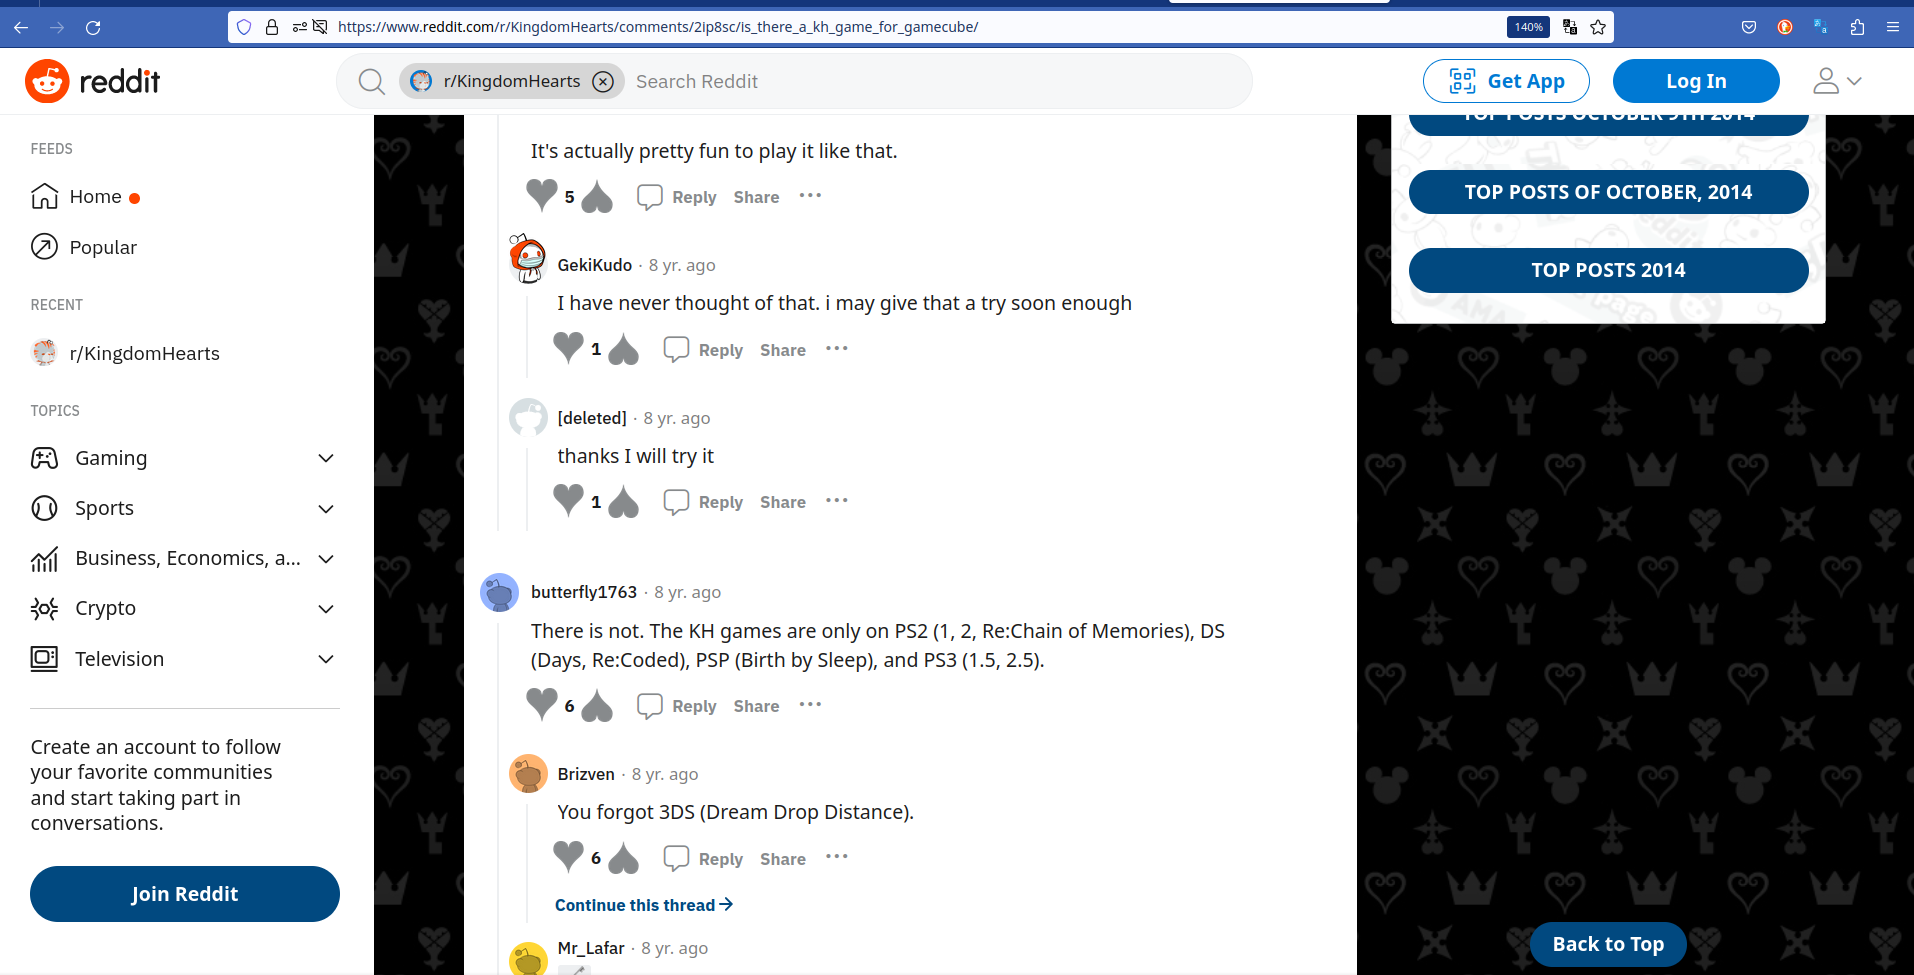 https://www.reddit.com/r/KingdomHearts/comments/2ip8sc/is_there_a_kh_game_for_gamecube/
140%
reddit
r/KingdomHearts
Search Reddit
Get App
Log In
FEEDS
Home
Popular
RECENT
r/KingdomHearts
TOPICS
Gaming
Sports
Business, Economics, a...
Crypto
Television
Create an account to follow
your favorite communities
and start taking part in
conversations.
Join Reddit
It's actually pretty fun to play it like that.
5 Reply Share ...
GekiKudo · 8 yr. ago
I have never thought of that. i may give that a try soon enough
1 Reply Share ...
[deleted] · 8 yr. ago
thanks I will try it
1 Reply Share ...
butterfly1763 · 8 yr. ago
There is not. The KH games are only on PS2 (1, 2, Re:Chain of Memories), DS
(Days, Re:Coded), PSP (Birth by Sleep), and PS3 (1.5, 2.5).
6 Reply Share ...
Brizven · 8 yr. ago
You forgot 3DS (Dream Drop Distance).
6 Reply Share ...
Continue this thread→
Mr_Lafar · 8 yr. ago
TOP POSTS OCTOBER 9TH 2014
TOP POSTS OF OCTOBER, 2014
TOP POSTS 2014
Back to Top